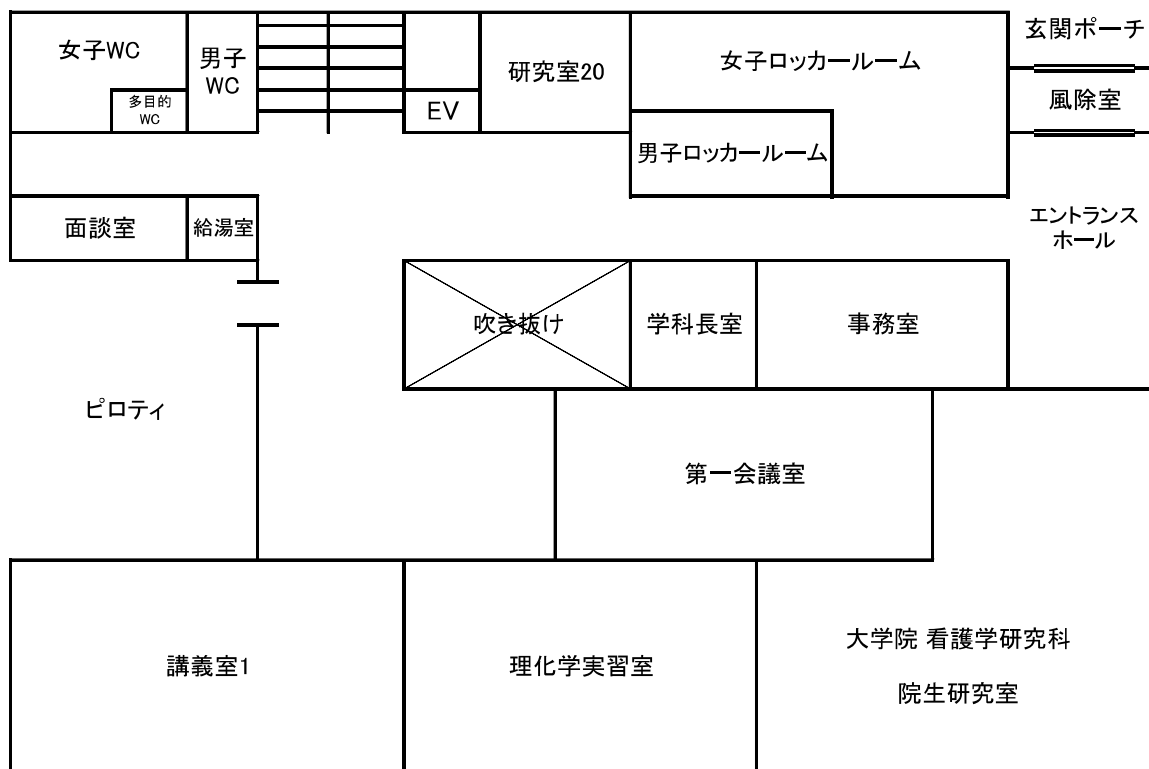 女子WC
男子
WC
多目的
WC
EV
研究室20
女子ロッカールーム
男子ロッカールーム
玄関ポーチ
風除室
エントランス
ホール
面談室
給湯室
吹き抜け
学科長室
事務室
ピロティ
第一会議室
講義室1
理化学実習室
大学院 看護学研究科
院生研究室